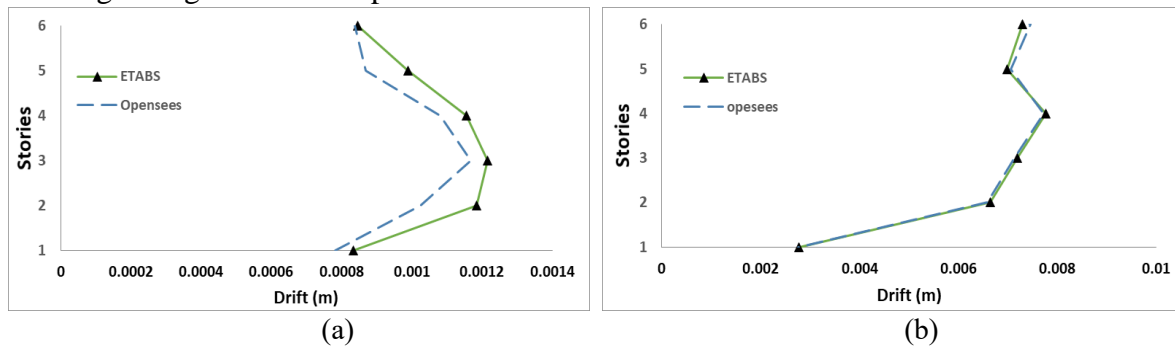 6
5
4
3
2
1
Stories
ETABS
Opensees
0 0.0002 0.0004 0.0006 0.0008 0.001 0.0012 0.0014
Drift (m)
(a)
6
5
4
3
2
1
Stories
ETABS
opesees
0 0.002 0.004 0.006 0.008 0.01
Drift (m)
(b)